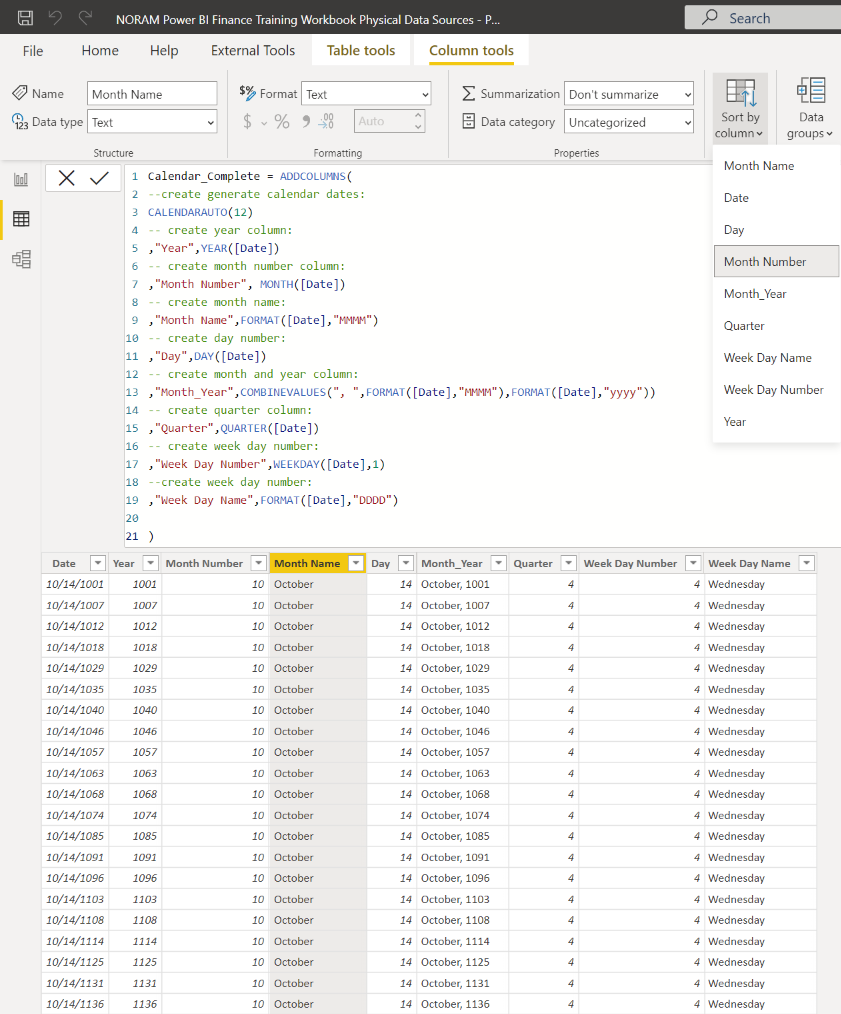 NORAM Power BI Finance Training Workbook Physical Data Sources - P...
Search
File Home Help External Tools Table tools Column tools
Name Month Name
Data type Text
Structure
$% Format Text
$ % 9 .00 Auto
Formatting
Summarization Don't summarize
Data category Uncategorized
Properties
Sort by column
Data groups
Month Name
Date
Day
Month Number
Month_Year
Quarter
Week Day Name
Week Day Number
Year
1 Calendar_Complete = ADDCOLUMNS(
2 --create generate calendar dates:
3 CALENDARAUTO(12)
4 -- create year column:
5 ,"Year",YEAR([Date])
6 -- create month number column:
7 ,"Month Number", MONTH([Date])
8 -- create month name:
9 ,"Month Name",FORMAT([Date],"MMMM")
10 -- create day number:
11 ,"Day",DAY([Date])
12 -- create month and year column:
13 ,"Month_Year",COMBINEVALUES(", ",FORMAT([Date],"MMMM"),FORMAT([Date],"yyyy"))
14 -- create quarter column:
15 ,"Quarter",QUARTER([Date])
16 -- create week day number:
17 ,"Week Day Number",WEEKDAY([Date],1)
18 --create week day number:
19 ,"Week Day Name",FORMAT([Date],"DDDD")
20
21 )
Date Year Month Number Month Name Day Month_Year Quarter Week Day Number Week Day Name
10/14/1001 1001 10 October 14 October, 1001 4 4 Wednesday
10/14/1007 1007 10 October 14 October, 1007 4 4 Wednesday
10/14/1012 1012 10 October 14 October, 1012 4 4 Wednesday
10/14/1018 1018 10 October 14 October, 1018 4 4 Wednesday
10/14/1029 1029 10 October 14 October, 1029 4 4 Wednesday
10/14/1035 1035 10 October 14 October, 1035 4 4 Wednesday
10/14/1040 1040 10 October 14 October, 1040 4 4 Wednesday
10/14/1046 1046 10 October 14 October, 1046 4 4 Wednesday
10/14/1057 1057 10 October 14 October, 1057 4 4 Wednesday
10/14/1063 1063 10 October 14 October, 1063 4 4 Wednesday
10/14/1068 1068 10 October 14 October, 1068 4 4 Wednesday
10/14/1074 1074 10 October 14 October, 1074 4 4 Wednesday
10/14/1085 1085 10 October 14 October, 1085 4 4 Wednesday
10/14/1091 1091 10 October 14 October, 1091 4 4 Wednesday
10/14/1096 1096 10 October 14 October, 1096 4 4 Wednesday
10/14/1103 1103 10 October 14 October, 1103 4 4 Wednesday
10/14/1108 1108 10 October 14 October, 1108 4 4 Wednesday
10/14/1114 1114 10 October 14 October, 1114 4 4 Wednesday
10/14/1125 1125 10 October 14 October, 1125 4 4 Wednesday
10/14/1131 1131 10 October 14 October, 1131 4 4 Wednesday
10/14/1136 1136 10 October 14 October, 1136 4 4 Wednesday